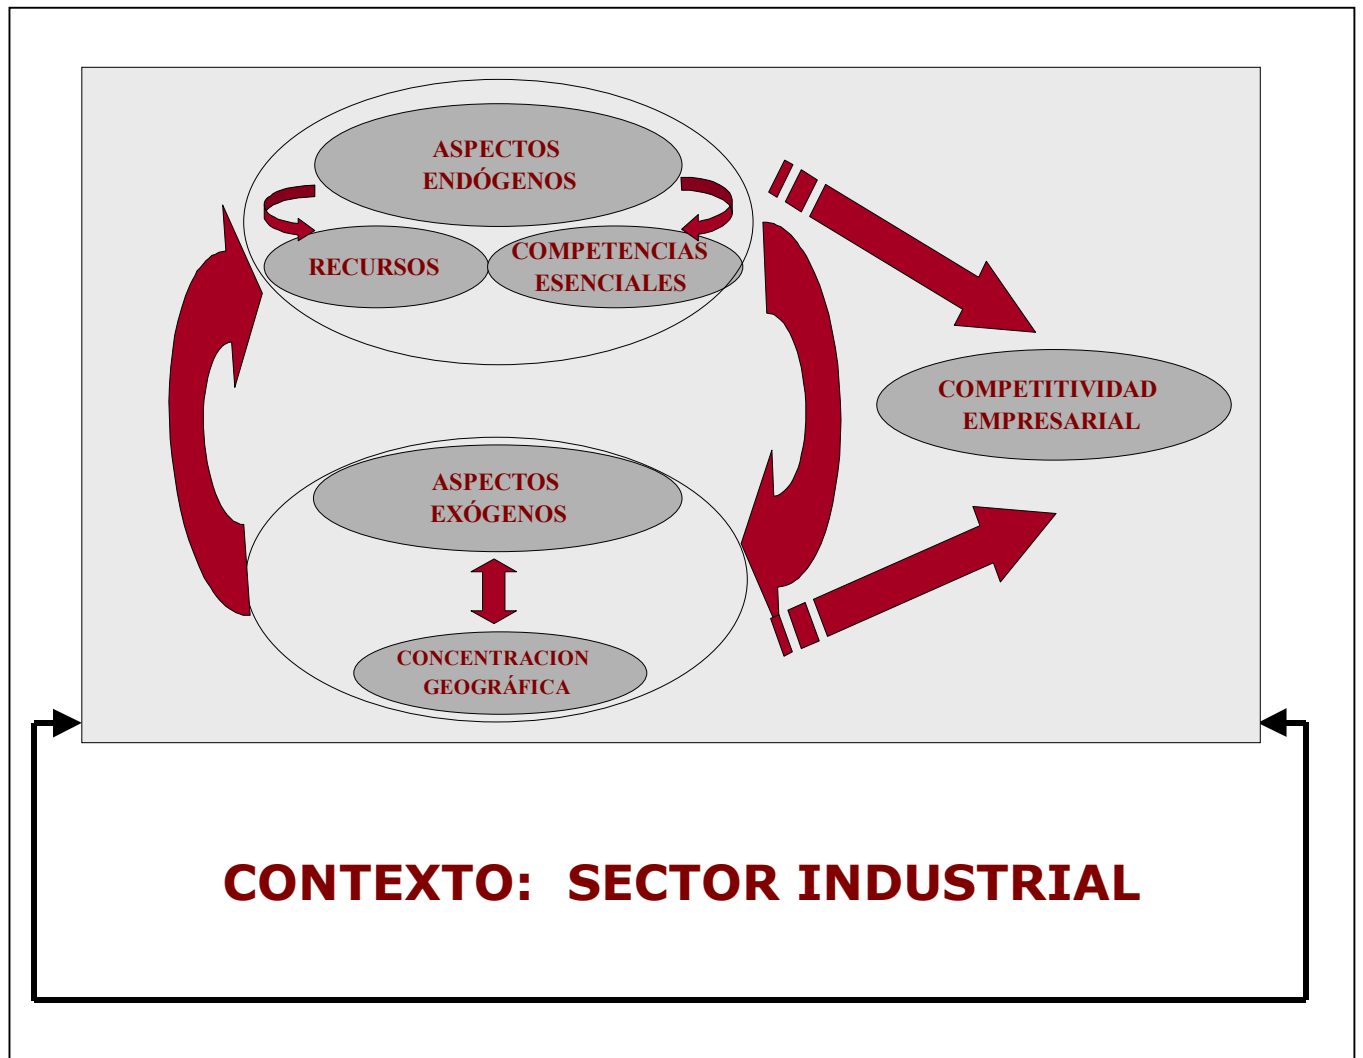 ASPECTOS
ENDÓGENOS
RECURSOS
COMPETENCIAS
ESENCIALES
COMPETITIVIDAD
EMPRESARIAL
ASPECTOS
EXÓGENOS
CONCENTRACION
GEOGRÁFICA
CONTEXTO: SECTOR INDUSTRIAL